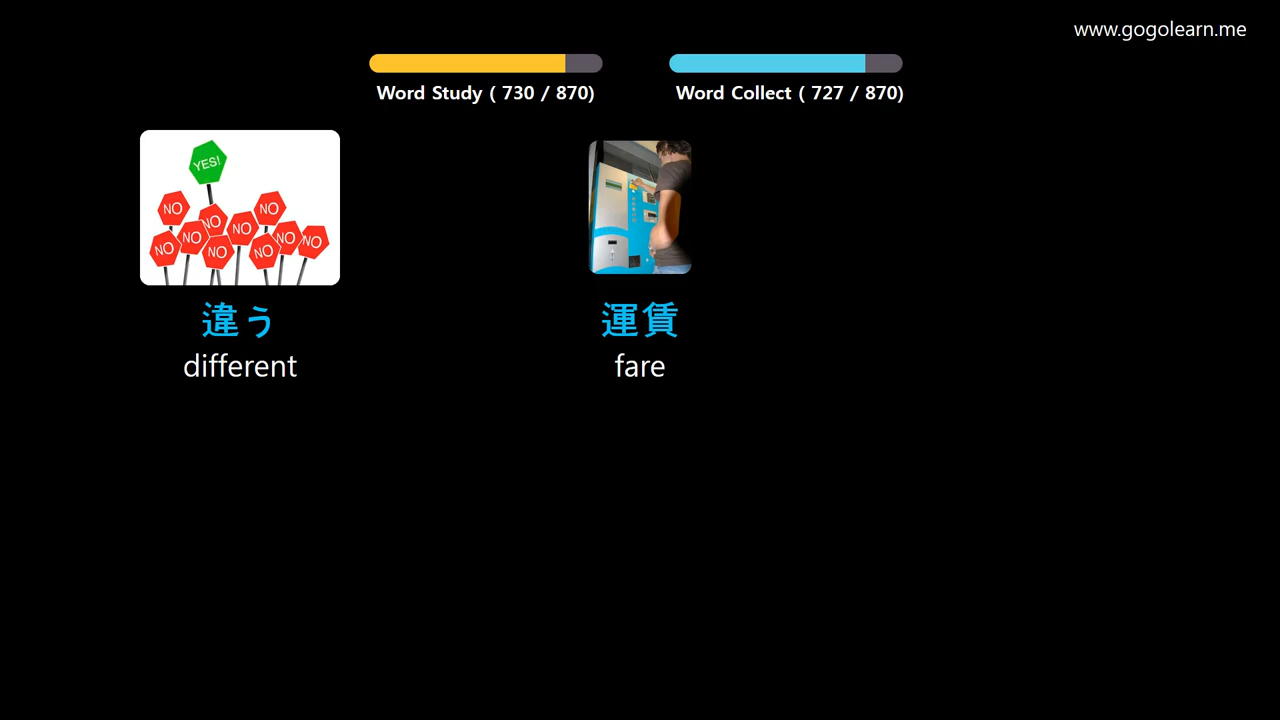 www.gogolearn.me
Word Study ( 730 / 870)
Word Collect ( 727 / 870)
YES!
NO
NO
NO
NO
NO
NO
NO
NO
NO
NO
違う
different
運賃
fare